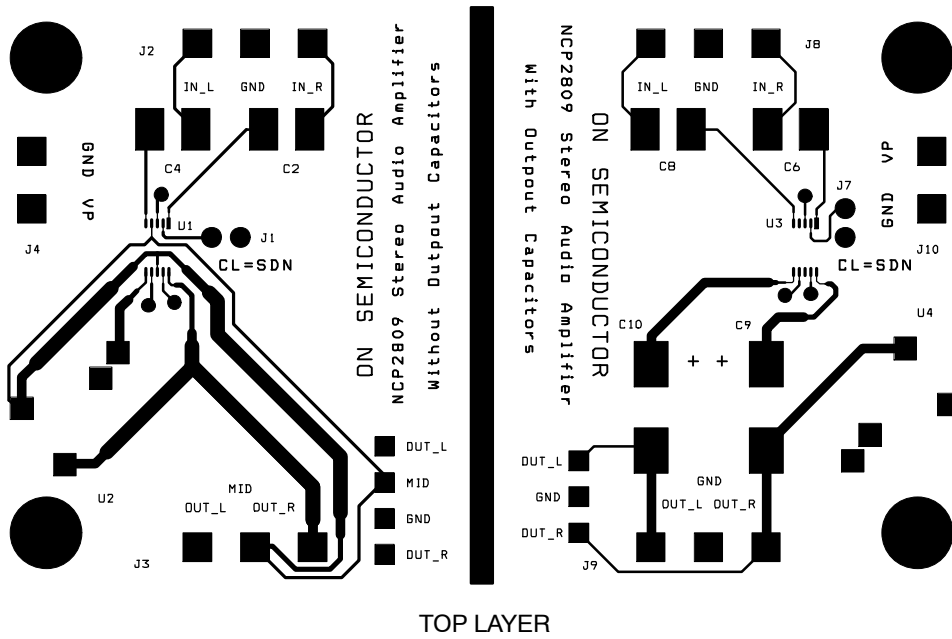 J2
IN_L GND IN_R
C4
C2
GND
VP
J4
U1
J1
CL=SDN
ON SEMICONDUCTOR
NCP2809 Stereo Audio Amplifier
Without Output Capacitors
U2
MID
OUT_L OUT_R
J3
OUT_L
MID
GND
OUT_R
NCP2809 Stereo Audio Amplifier
With Outpout Capacitors
ON SEMICONDUCTOR
J8
IN_L GND IN_R
C8
C6
VP
GND
J7
U3
J10
CL=SDN
C10
C9
U4
+ +
OUT_L
GND
OUT_R
GND
OUT_L OUT_R
J9
TOP LAYER